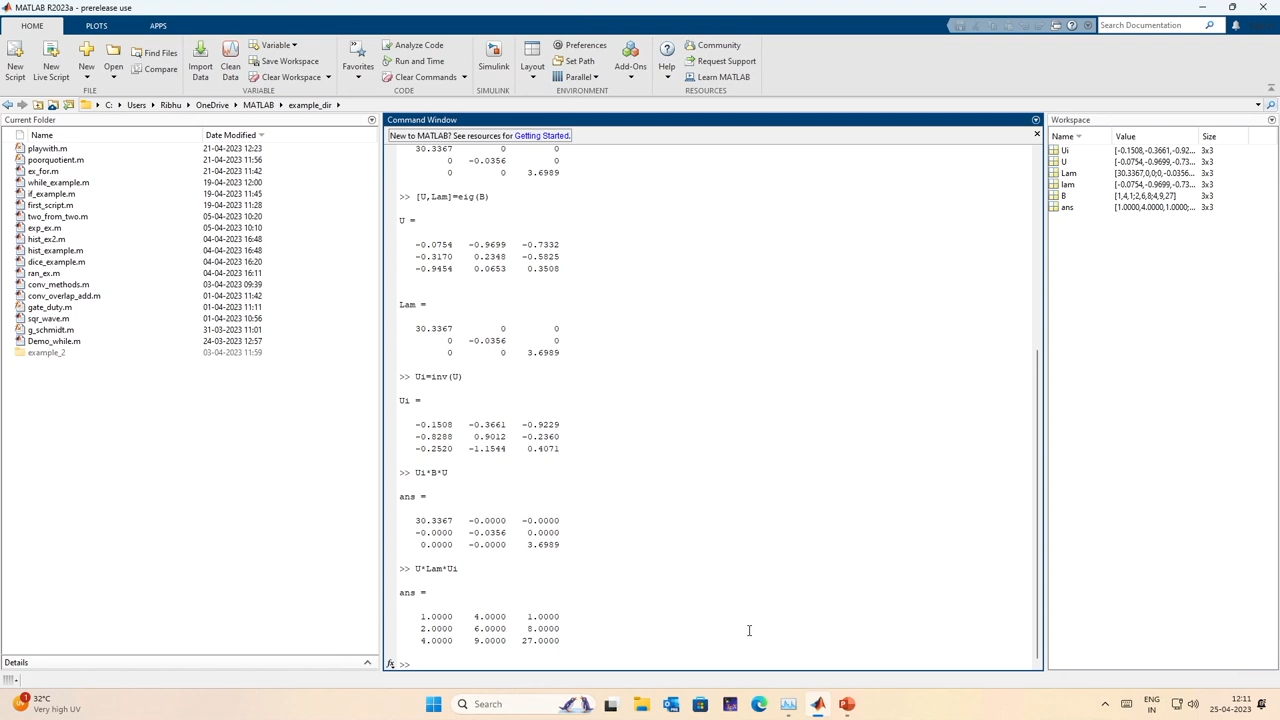 MATLAB R2023a - prerelease use
HOME PLOTS APPS
Search Documentation
New Script
New Live Script
New
Open
Find Files
Compare
FILE
Import Data
Clean Data
Variable
Save Workspace
Clear Workspace
VARIABLE
Favorites
Analyze Code
Run and Time
Clear Commands
CODE
Simulink
SIMULINK
Layout
Preferences
Set Path
Parallel
Add-Ons
ENVIRONMENT
Help
Community
Request Support
Learn MATLAB
RESOURCES
C: Users Ribhu OneDrive MATLAB example_dir
Current Folder
Name Date Modified
playwith.m 21-04-2023 12:23
poorquotient.m 21-04-2023 11:56
ex_for.m 21-04-2023 11:42
while_example.m 19-04-2023 12:00
if_example.m 19-04-2023 11:45
first_script.m 19-04-2023 11:25
two_from_two.m 05-04-2023 10:20
exp_ex.m 05-04-2023 10:10
hist_ex2.m 04-04-2023 16:48
hist_example.m 04-04-2023 16:48
dice_example.m 04-04-2023 16:20
ran_ex.m 04-04-2023 16:11
conv_methods.m 03-04-2023 09:39
conv_overlap_add.m 01-04-2023 11:42
gate_duty.m 01-04-2023 11:11
sqr_wave.m 01-04-2023 10:56
g_schmidt.m 31-03-2023 11:01
Demo_while.m 24-03-2023 12:57
example_2 03-04-2023 11:59
Details
Command Window
New to MATLAB? See resources for Getting Started.
30.3367 0 0
0 -0.0356 0
0 0 3.6989
>> [U,Lam]=eig(B)
U =
-0.0754 -0.9699 -0.7332
-0.3170 0.2348 -0.5825
-0.9454 0.0653 0.3508
Lam =
30.3367 0 0
0 -0.0356 0
0 0 3.6989
>> Ui=inv(U)
Ui =
-0.1508 -0.3661 -0.9229
-0.8288 0.9012 -0.2360
-0.2520 -1.1544 0.4071
>> Ui*B*U
ans =
30.3367 -0.0000 -0.0000
-0.0000 -0.0356 0.0000
0.0000 -0.0000 3.6989
>> U*Lam*Ui
ans =
1.0000 4.0000 1.0000
2.0000 6.0000 8.0000
4.0000 9.0000 27.0000
fx >>
Workspace
Name Value Size
Ui [-0.1508,-0.3661,-0.92... 3x3
U [-0.0754,-0.9699,-0.73... 3x3
Lam [30.3367,0,0;0,-0.0356... 3x3
lam [-0.0754,-0.9699,-0.73... 3x3
B [1,4,1;2,6,8;4,9,27] 3x3
ans [1.0000,4.0000,1.0000;... 3x3
1
32°C
Very high UV
Search
ENG
IN
12:11
25-04-2023